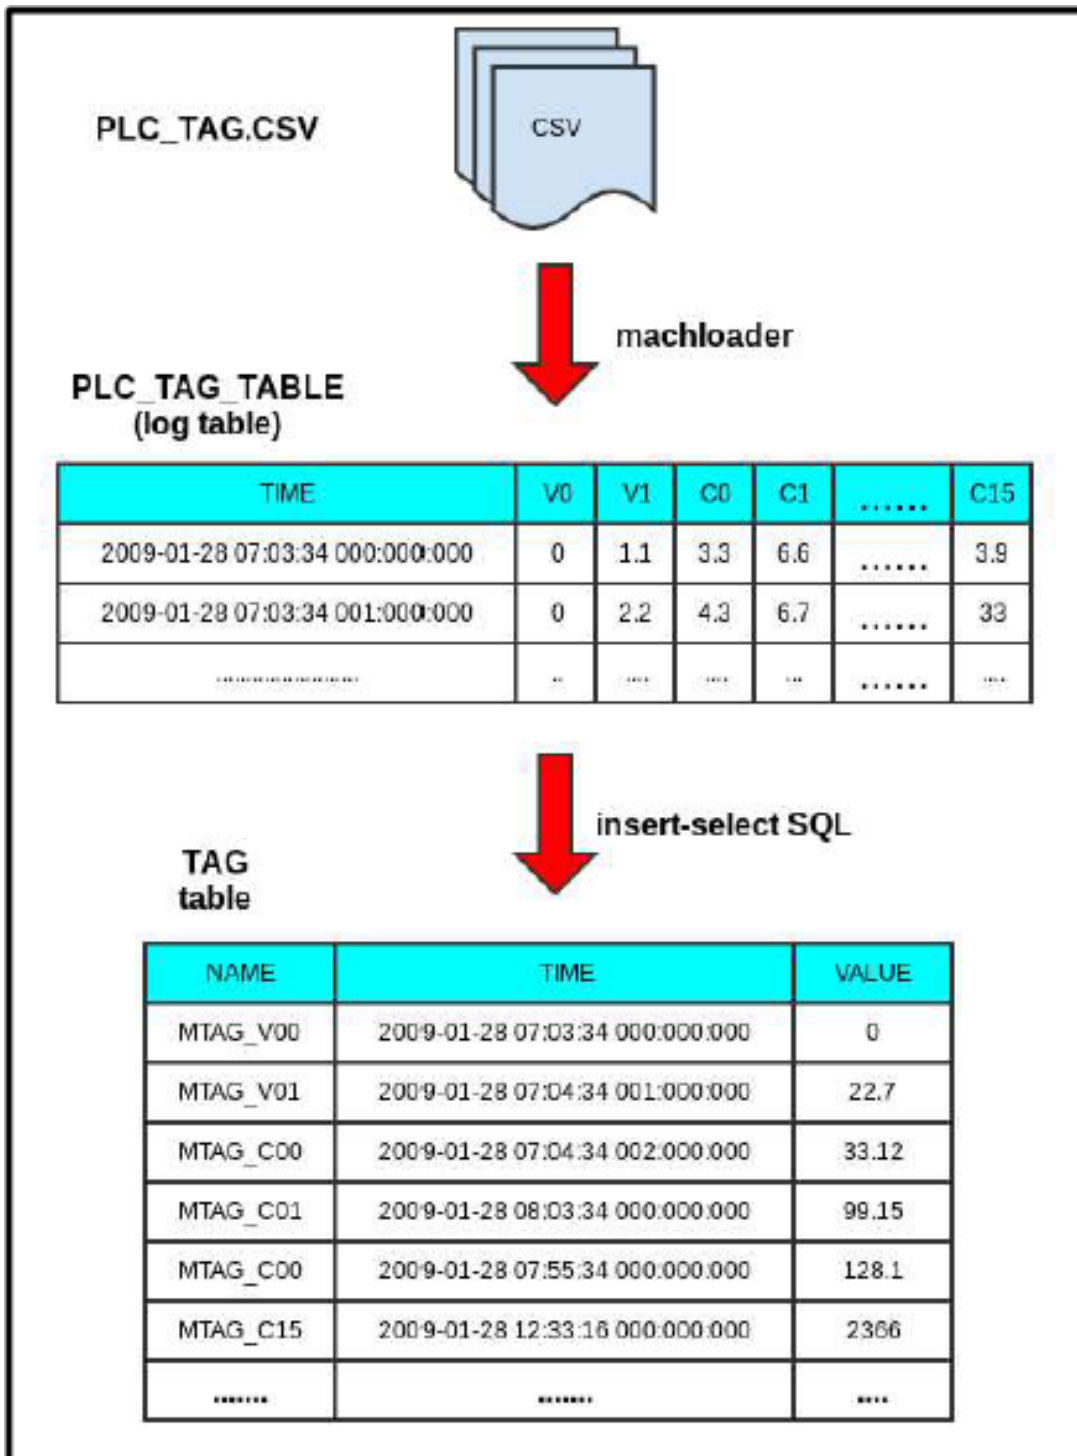 PLC_TAG.CSV
CSV
machloader
PLC_TAG_TABLE
(log table)
TIME V0 V1 C0 C1 ...... C15
2009-01-28 07:03:34 000:000:000 0 1.1 3.3 6.6 ...... 3.9
2009-01-28 07:03:34 001:000:000 0 2.2 4.3 6.7 ...... 33
........................ .. .... .... ... ...... ....
insert-select SQL
TAG
table
NAME TIME VALUE
MTAG_V00 2009-01-28 07:03:34 000:000:000 0
MTAG_V01 2009-01-28 07:04:34 001:000:000 22.7
MTAG_C00 2009-01-28 07:04:34 002:000:000 33.12
MTAG_C01 2009-01-28 08:03:34 000:000:000 99.15
MTAG_C00 2009-01-28 07:55:34 000:000:000 128.1
MTAG_C15 2009-01-28 12:33:16 000:000:000 2366
....... ....... ....